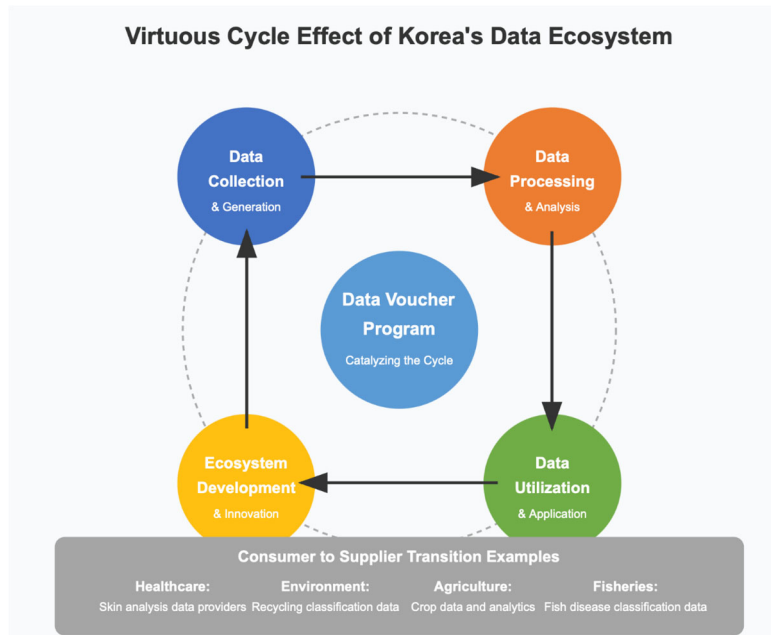 Virtuous Cycle Effect of Korea's Data Ecosystem
Data
Collection
& Generation
Data
Processing
& Analysis
Data Voucher
Program
Catalyzing the Cycle
Ecosystem
Development
& Innovation
Data
Utilization
& Application
Consumer to Supplier Transition Examples
Healthcare:
Skin analysis data providers
Environment:
Recycling classification data
Agriculture:
Crop data and analytics
Fisheries:
Fish disease classification data